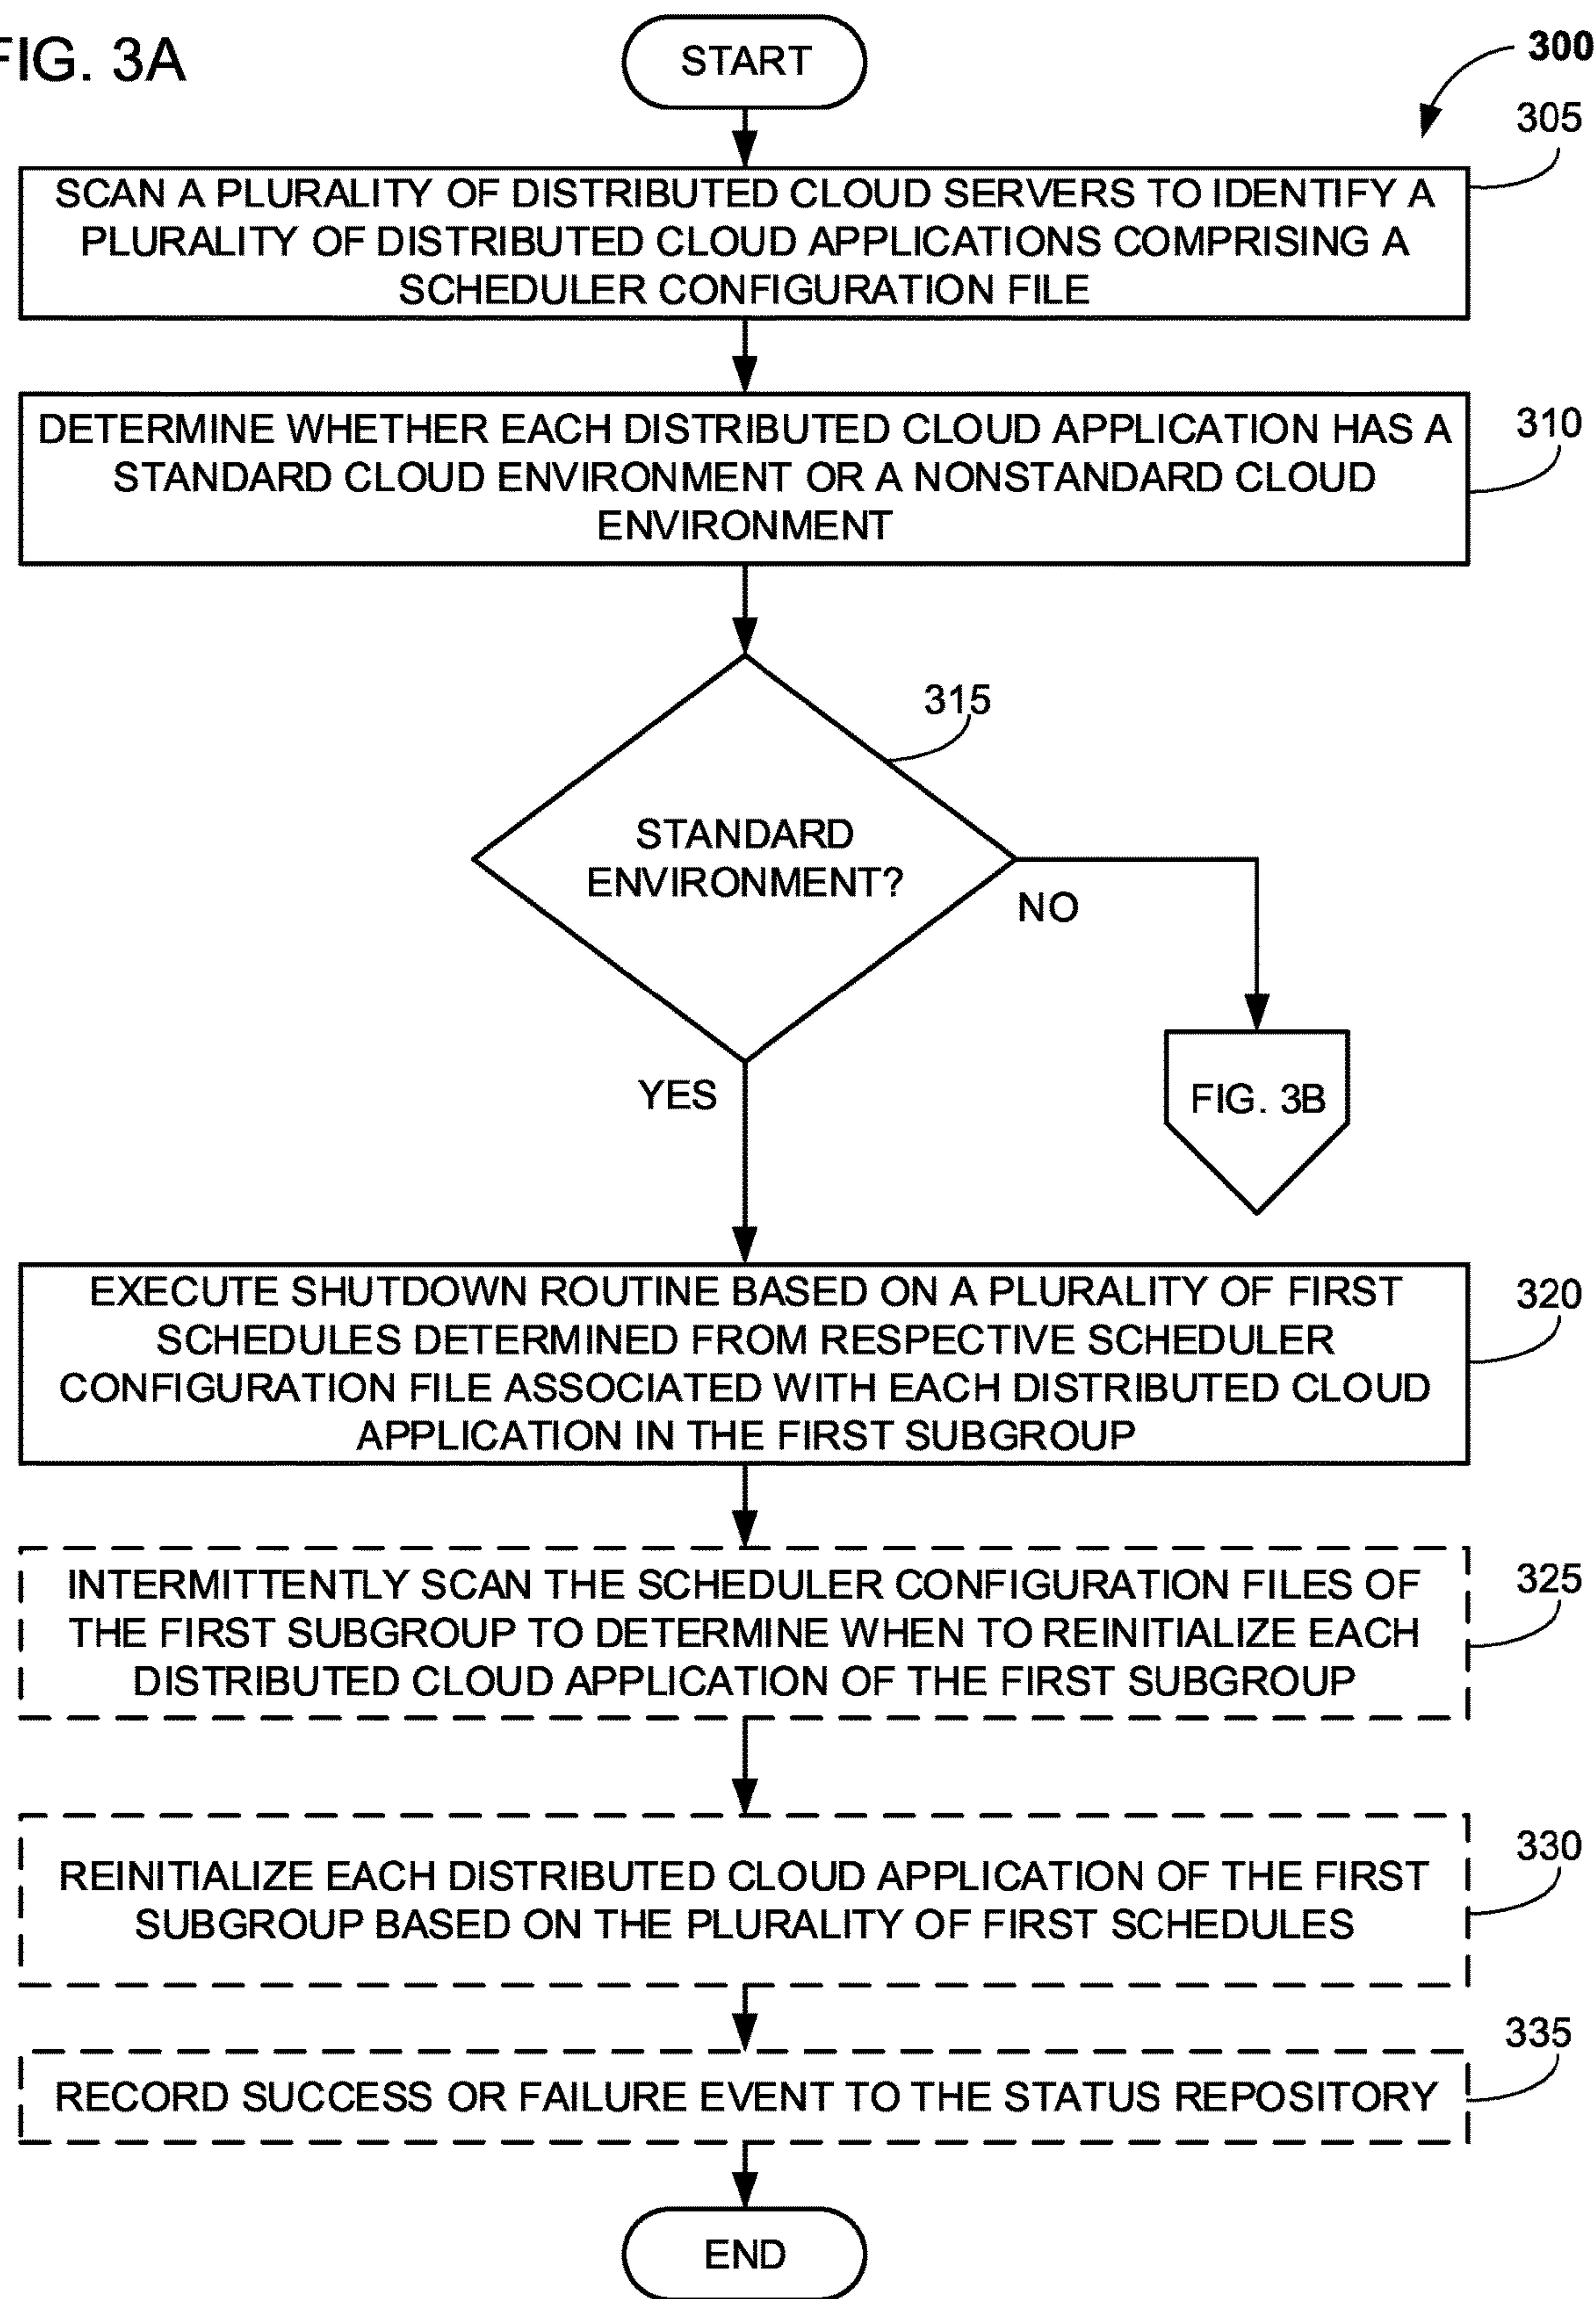 FIG. 3A
START
300
305
SCAN A PLURALITY OF DISTRIBUTED CLOUD SERVERS TO IDENTIFY A
PLURALITY OF DISTRIBUTED CLOUD APPLICATIONS COMPRISING A
SCHEDULER CONFIGURATION FILE
310
DETERMINE WHETHER EACH DISTRIBUTED CLOUD APPLICATION HAS A
STANDARD CLOUD ENVIRONMENT OR A NONSTANDARD CLOUD
ENVIRONMENT
315
STANDARD
ENVIRONMENT?
NO
YES
FIG. 3B
320
EXECUTE SHUTDOWN ROUTINE BASED ON A PLURALITY OF FIRST
SCHEDULES DETERMINED FROM RESPECTIVE SCHEDULER
CONFIGURATION FILE ASSOCIATED WITH EACH DISTRIBUTED CLOUD
APPLICATION IN THE FIRST SUBGROUP
325
INTERMITTENTLY SCAN THE SCHEDULER CONFIGURATION FILES OF
THE FIRST SUBGROUP TO DETERMINE WHEN TO REINITIALIZE EACH
DISTRIBUTED CLOUD APPLICATION OF THE FIRST SUBGROUP
330
REINITIALIZE EACH DISTRIBUTED CLOUD APPLICATION OF THE FIRST
SUBGROUP BASED ON THE PLURALITY OF FIRST SCHEDULES
335
RECORD SUCCESS OR FAILURE EVENT TO THE STATUS REPOSITORY
END